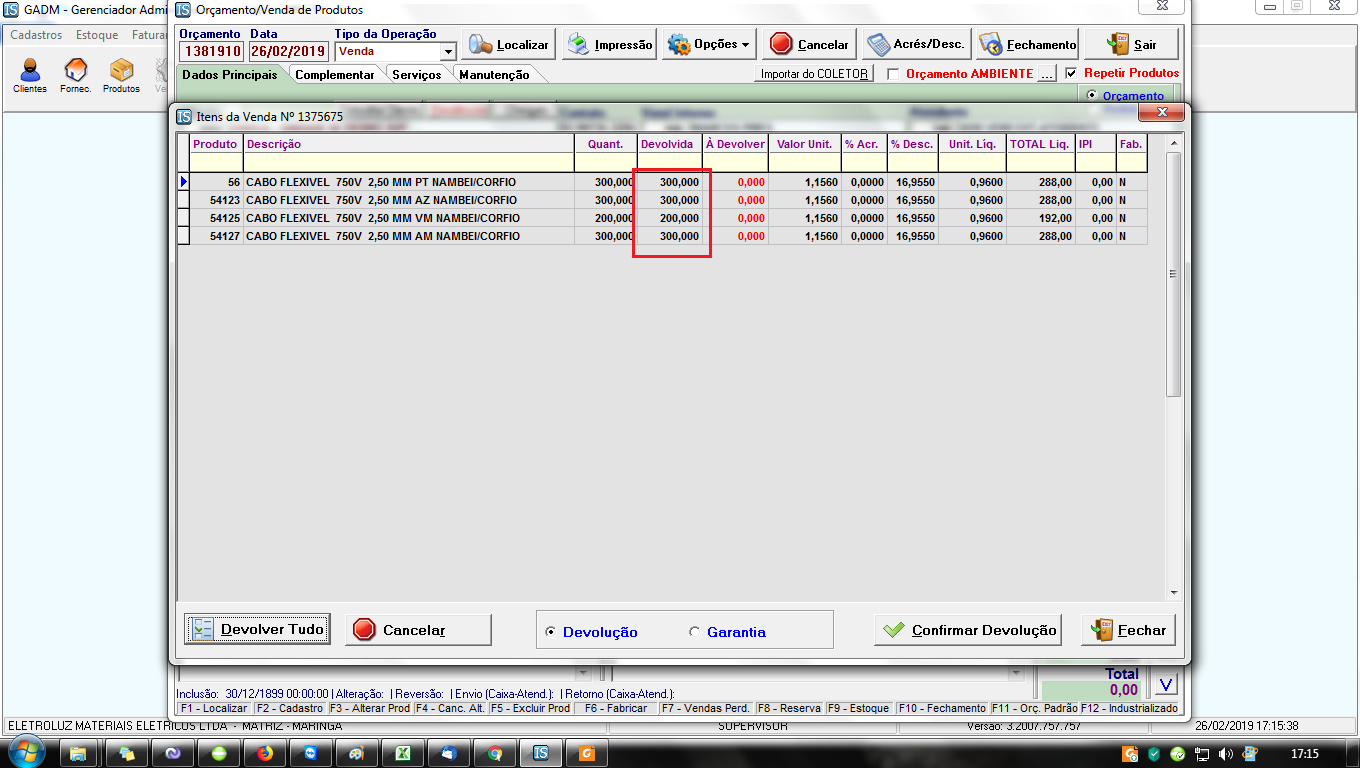 GADM - Gerenciador Admi
Orçamento/Venda de Produtos
Cadastros Estoque Fatura
Orçamento Data Tipo da Operação
1381910 26/02/2019 Venda
Localizar Impressão Opções Cancelar Acrés/Desc. Fechamento Sair
Clientes Fornec. Produtos
Dados Principais Complementar Serviços Manutenção Importar do COLETOR Orçamento AMBIENTE ... Repetir Produtos
Orçamento
Itens da Venda Nº 1375675
Produto Descrição Quant. Devolvida À Devolver Valor Unit. % Acr. % Desc. Unit. Líq. TOTAL Liq. IPI Fab.
56 CABO FLEXIVEL 750V 2,50 MM PT NAMBEI/CORFIO 300,000 300,000 0,000 1,1560 0,0000 16,9550 0,9600 288,00 0,00 N
54123 CABO FLEXIVEL 750V 2,50 MM AZ NAMBEI/CORFIO 300,000 300,000 0,000 1,1560 0,0000 16,9550 0,9600 288,00 0,00 N
54125 CABO FLEXIVEL 750V 2,50 MM VM NAMBEI/CORFIO 200,000 200,000 0,000 1,1560 0,0000 16,9550 0,9600 192,00 0,00 N
54127 CABO FLEXIVEL 750V 2,50 MM AM NAMBEI/CORFIO 300,000 300,000 0,000 1,1560 0,0000 16,9550 0,9600 288,00 0,00 N
Devolver Tudo Cancelar Devolução Garantia Confirmar Devolução Fechar
Total
0,00 V
Inclusão: 30/12/1899 00:00:00 | Alteração: | Reversão: | Envio (Caixa-Atend.): | Retorno (Caixa-Atend.):
F1 - Localizar F2 - Cadastro F3 - Alterar Prod F4 - Canc. Alt. F5 - Excluir Prod F6 - Fabricar F7 - Vendas Perd. F8 - Reserva F9 - Estoque F10 - Fechamento F11 - Orç. Padrão F12 - Industrializado
ELETROLUZ MATERIAIS ELETRICOS LTDA - MATRIZ - MARINGA SUPERVISOR Versão: 3.2007.757.757 26/02/2019 17:15:38
17:15